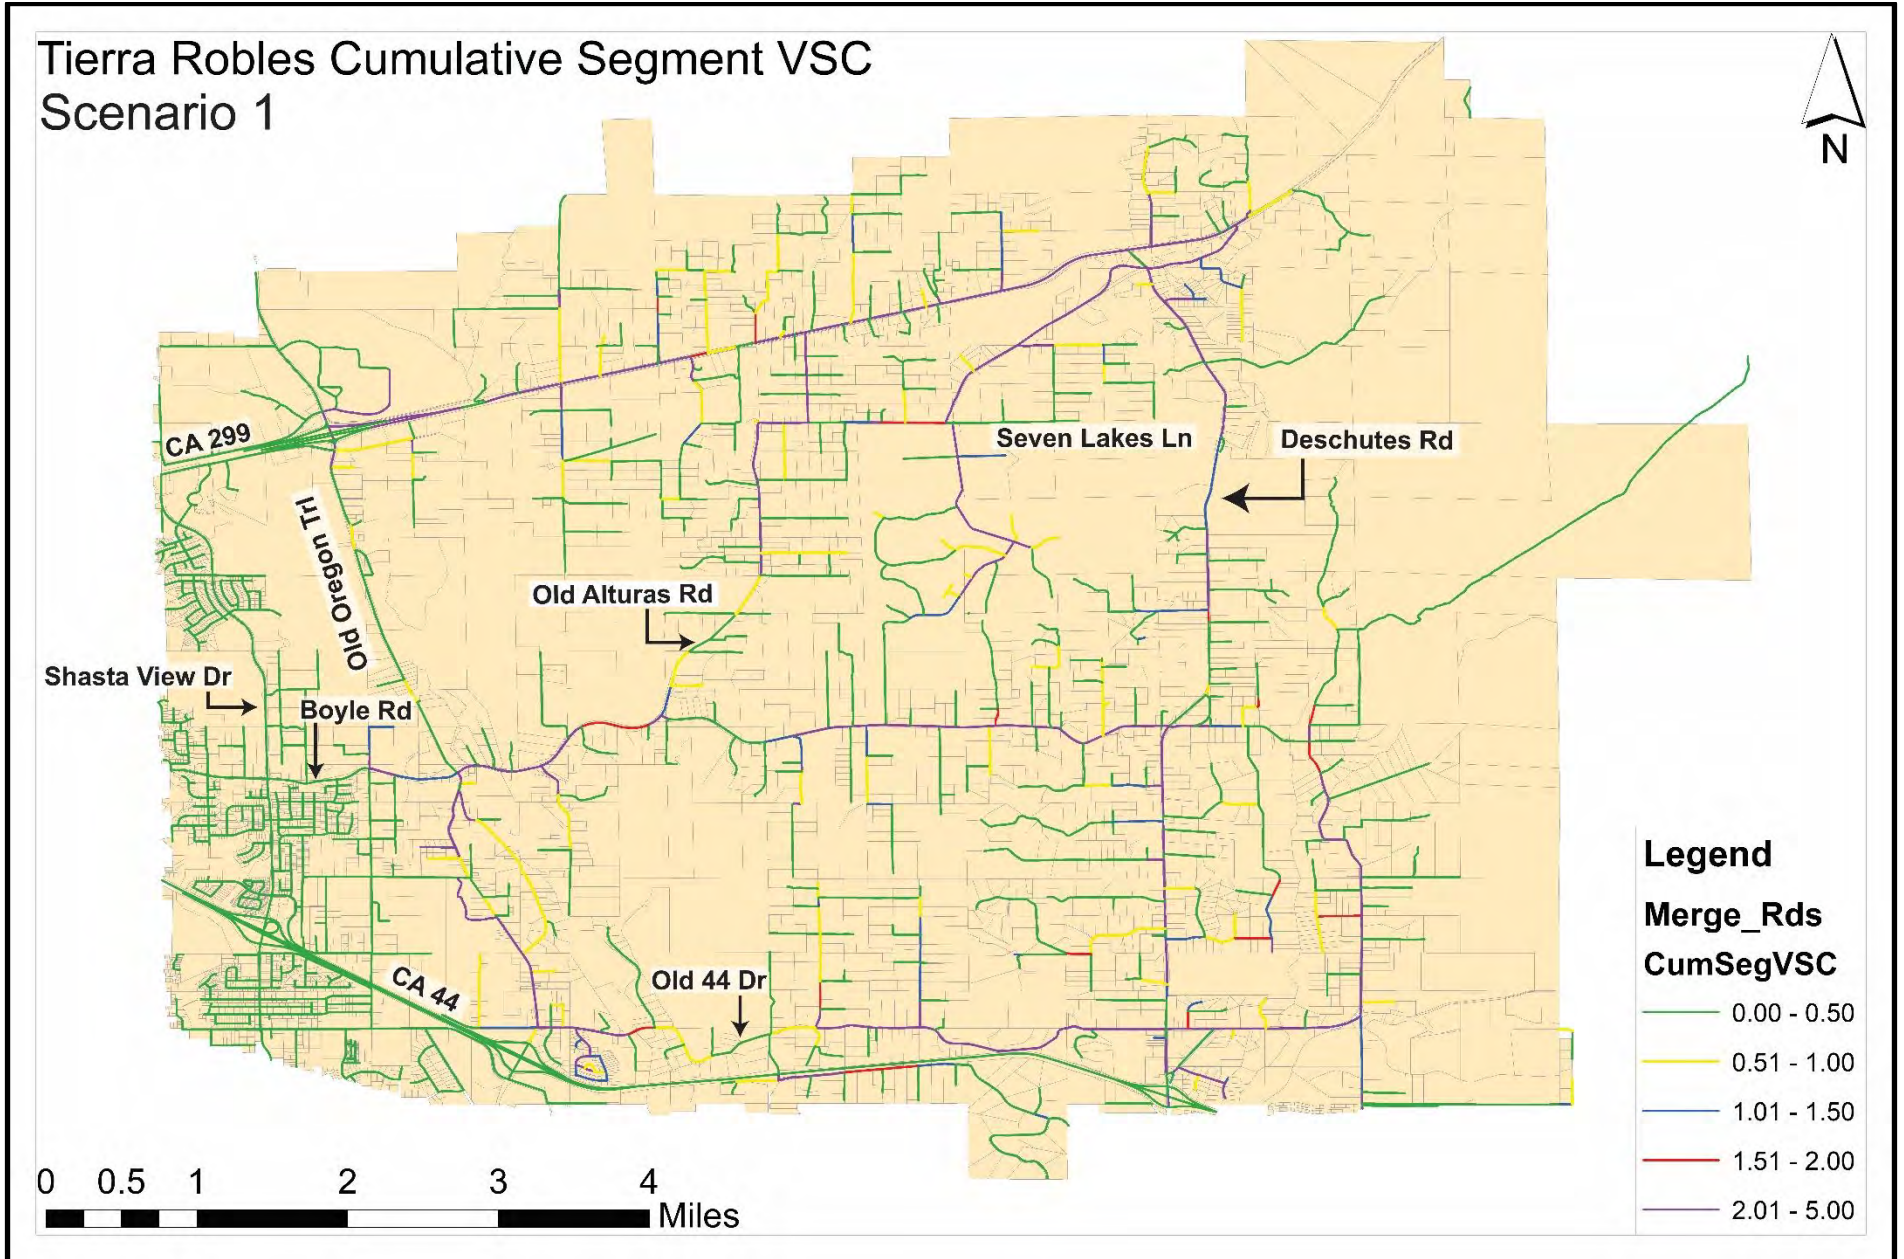 Tierra Robles Cumulative Segment VSC
Scenario 1
N
CA 299
Seven Lakes Ln
Deschutes Rd
Old Oregon Trl
Old Alturas Rd
Shasta View Dr
Boyle Rd
CA 44
Old 44 Dr
Legend
Merge_Rds
CumSegVSC
0.00 - 0.50
0.51 - 1.00
1.01 - 1.50
1.51 - 2.00
2.01 - 5.00
0 0.5 1 2 3 4
Miles